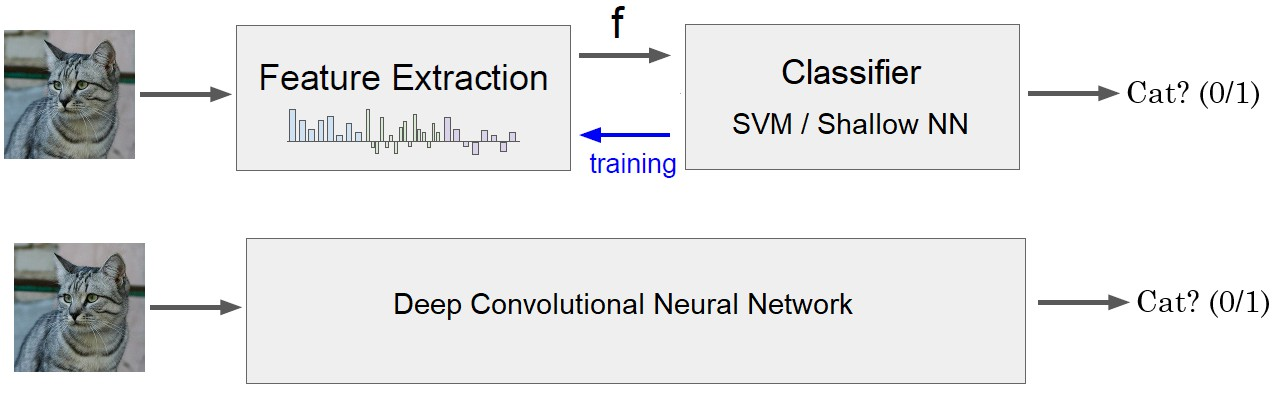 f
Feature Extraction
Classifier
SVM / Shallow NN
training
Cat? (0/1)
Deep Convolutional Neural Network
Cat? (0/1)